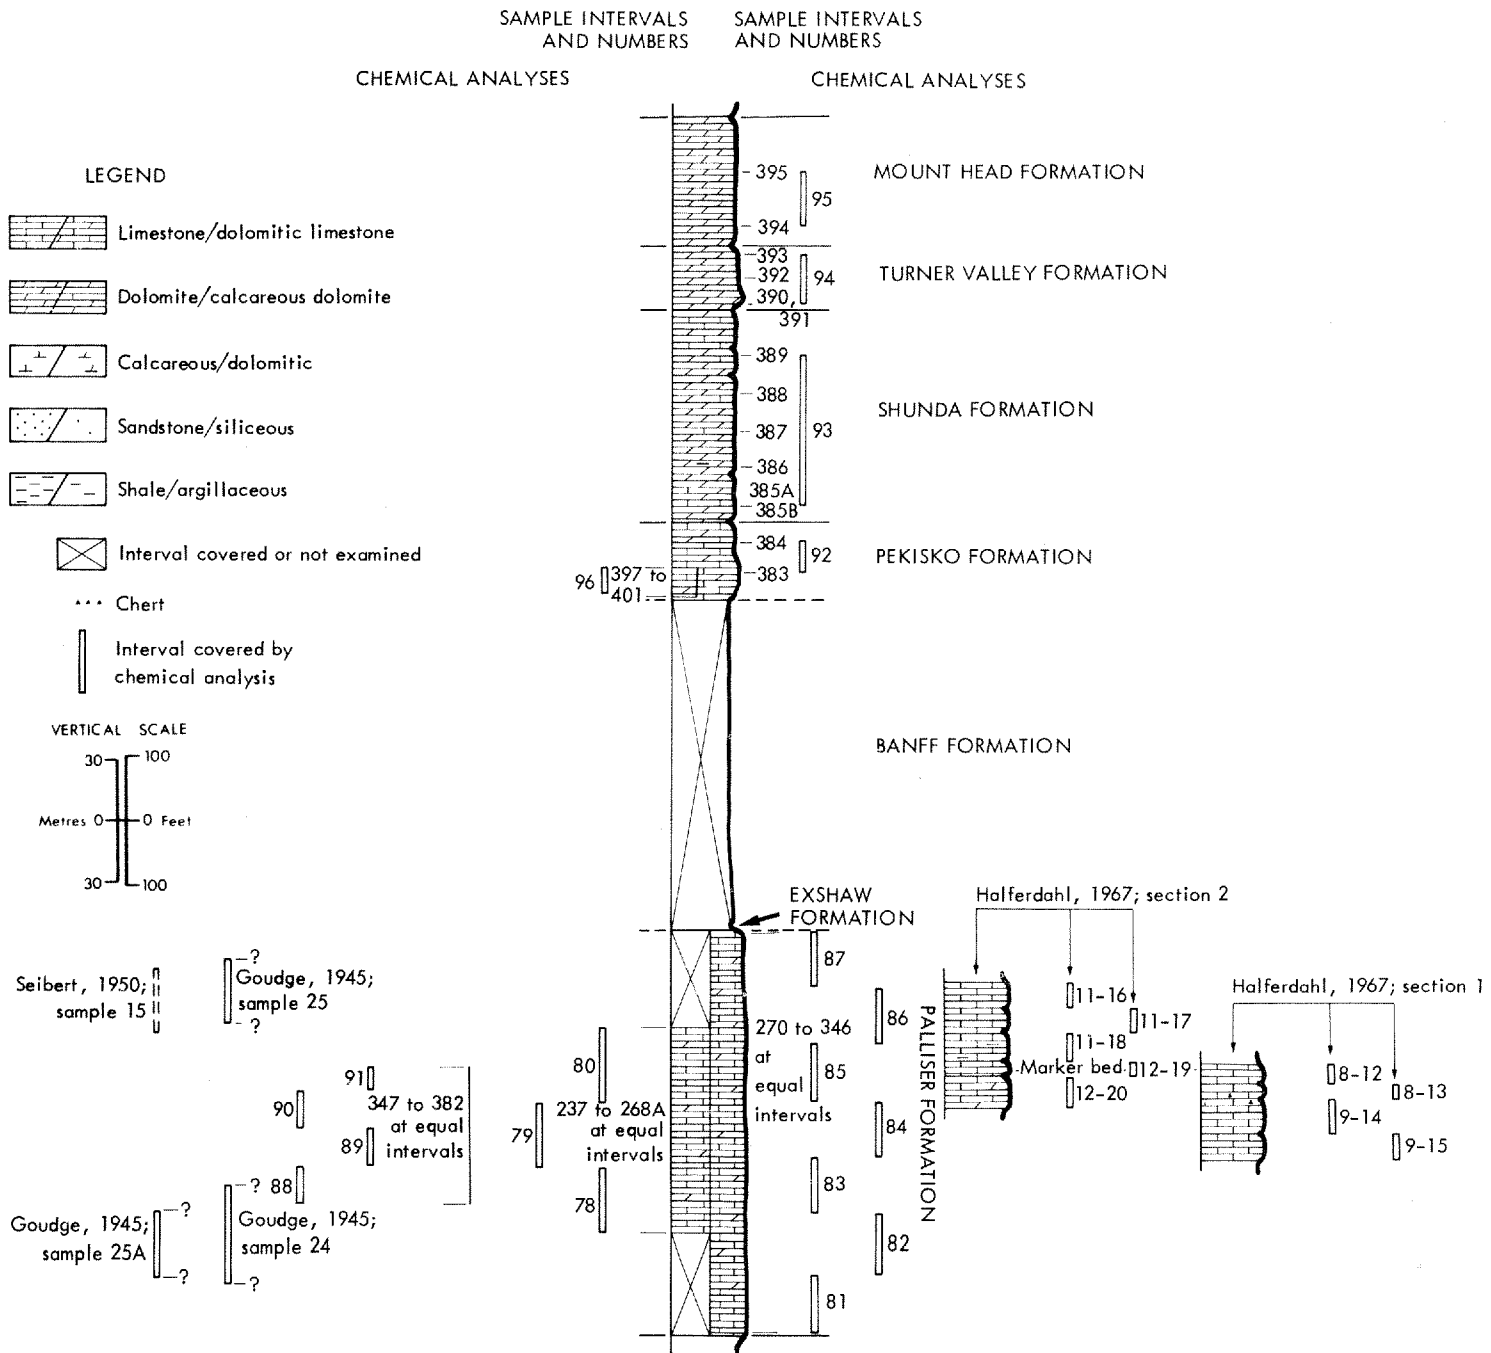 SAMPLE INTERVALS
AND NUMBERS
SAMPLE INTERVALS
AND NUMBERS
CHEMICAL ANALYSES
CHEMICAL ANALYSES
LEGEND
Limestone/dolomitic limestone
Dolomite/calcareous dolomite
Calcareous/dolomitic
Sandstone/siliceous
Shale/argillaceous
Interval covered or not examined
Chert
Interval covered by
chemical analysis
VERTICAL SCALE
30 100
Metres 0 0 Feet
30 100
395
95
394
MOUNT HEAD FORMATION
393
392
390,
391
94
TURNER VALLEY FORMATION
389
388
387
386
385A
385B
93
SHUNDA FORMATION
384
383
92
PEKISKO FORMATION
96
397 to
401
BANFF FORMATION
EXSHAW
FORMATION
Seibert, 1950;
sample 15
?
Goudge, 1945;
sample 25
?
91
90
347 to 382
at equal
intervals
89
88
?
Goudge, 1945;
sample 24
?
?
Goudge, 1945;
sample 25A
?
80
79
237 to 268A
at equal
intervals
78
87
86
270 to 346
at
equal
intervals
85
84
83
82
81
PALLISER FORMATION
Halferdahl, 1967; section 2
11-16
11-17
11-18
Marker bed
12-19
12-20
Halferdahl, 1967; section 1
8-12
8-13
9-14
9-15